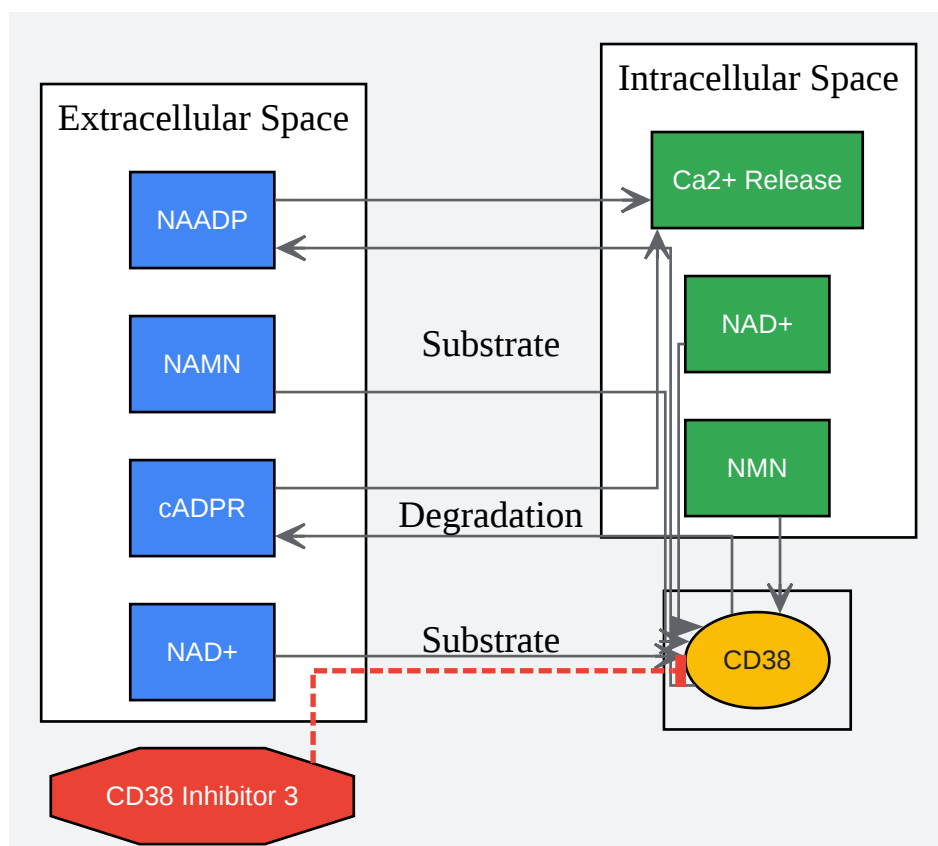 Intracellular Space
Extracellular Space
Ca2+ Release
NAADP
NAD+
Substrate
NAMN
NMN
cADPR
Degradation
Substrate
NAD+
CD38
CD38 Inhibitor 3